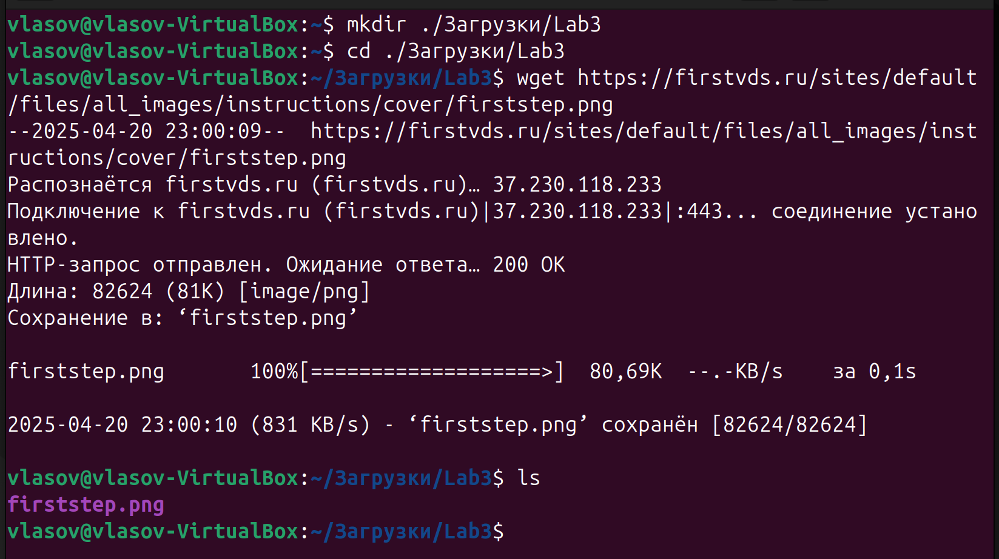 vlasov@vlasov-VirtualBox:~$ mkdir ./Загрузки/Lab3
vlasov@vlasov-VirtualBox:~$ cd ./Загрузки/Lab3
vlasov@vlasov-VirtualBox:~/Загрузки/Lab3$ wget https://firstvds.ru/sites/default
/files/all_images/instructions/cover/firststep.png
--2025-04-20 23:00:09--  https://firstvds.ru/sites/default/files/all_images/inst
ructions/cover/firststep.png
Распознаётся firstvds.ru (firstvds.ru)… 37.230.118.233
Подключение к firstvds.ru (firstvds.ru)|37.230.118.233|:443... соединение устано
влено.
HTTP-запрос отправлен. Ожидание ответа… 200 OK
Длина: 82624 (81K) [image/png]
Сохранение в: ‘firststep.png’
firststep.png       100%[===================>]  80,69K  --.-KB/s    за 0,1s
2025-04-20 23:00:10 (831 KB/s) - ‘firststep.png’ сохранён [82624/82624]
vlasov@vlasov-VirtualBox:~/Загрузки/Lab3$ ls
firststep.png
vlasov@vlasov-VirtualBox:~/Загрузки/Lab3$